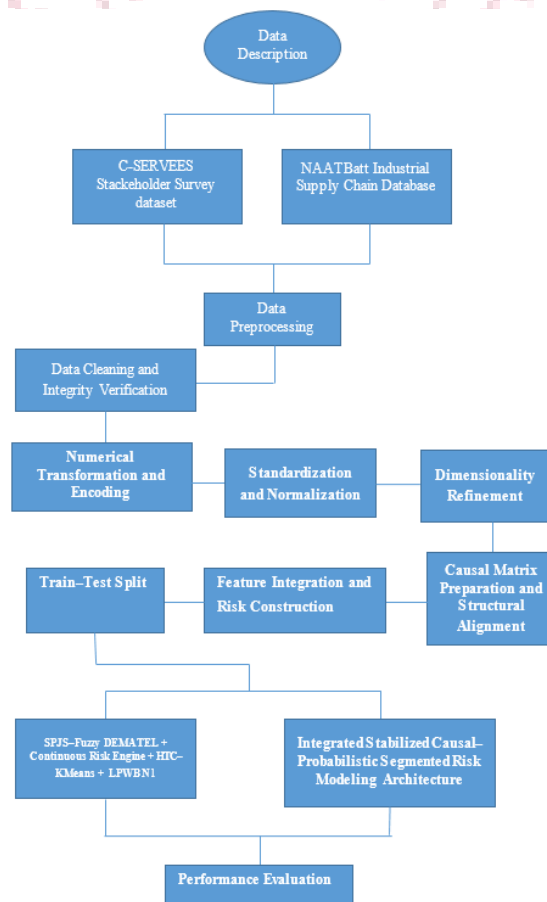 Data
Description
C-SERVEES
Stackeholder Survey
dataset
NAATBatt Industrial
Supply Chain Database
Data
Preprocessing
Data Cleaning and
Integrity Verification
Numerical
Transformation and
Encoding
Standardization
and Normalization
Dimensionality
Refinement
Train–Test Split
Feature Integration and
Risk Construction
Causal Matrix
Preparation and
Structural
Alignment
SPJS–Fuzzy DEMATEL +
Continuous Risk Engine + HTC–
KMeans + LPWBN1
Integrated Stabilized Causal–
Probabilistic Segmented Risk
Modeling Architecture
Performance Evaluation